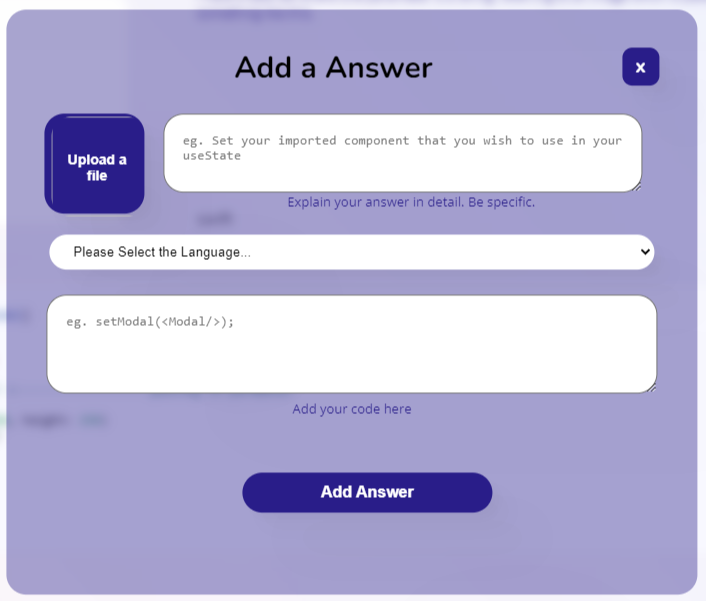 Add a Answer
x
Upload a
file
eg. Set your imported component that you wish to use in your
useState
Explain your answer in detail. Be specific.
Please Select the Language...
eg. setModal(<Modal/>);
Add your code here
Add Answer